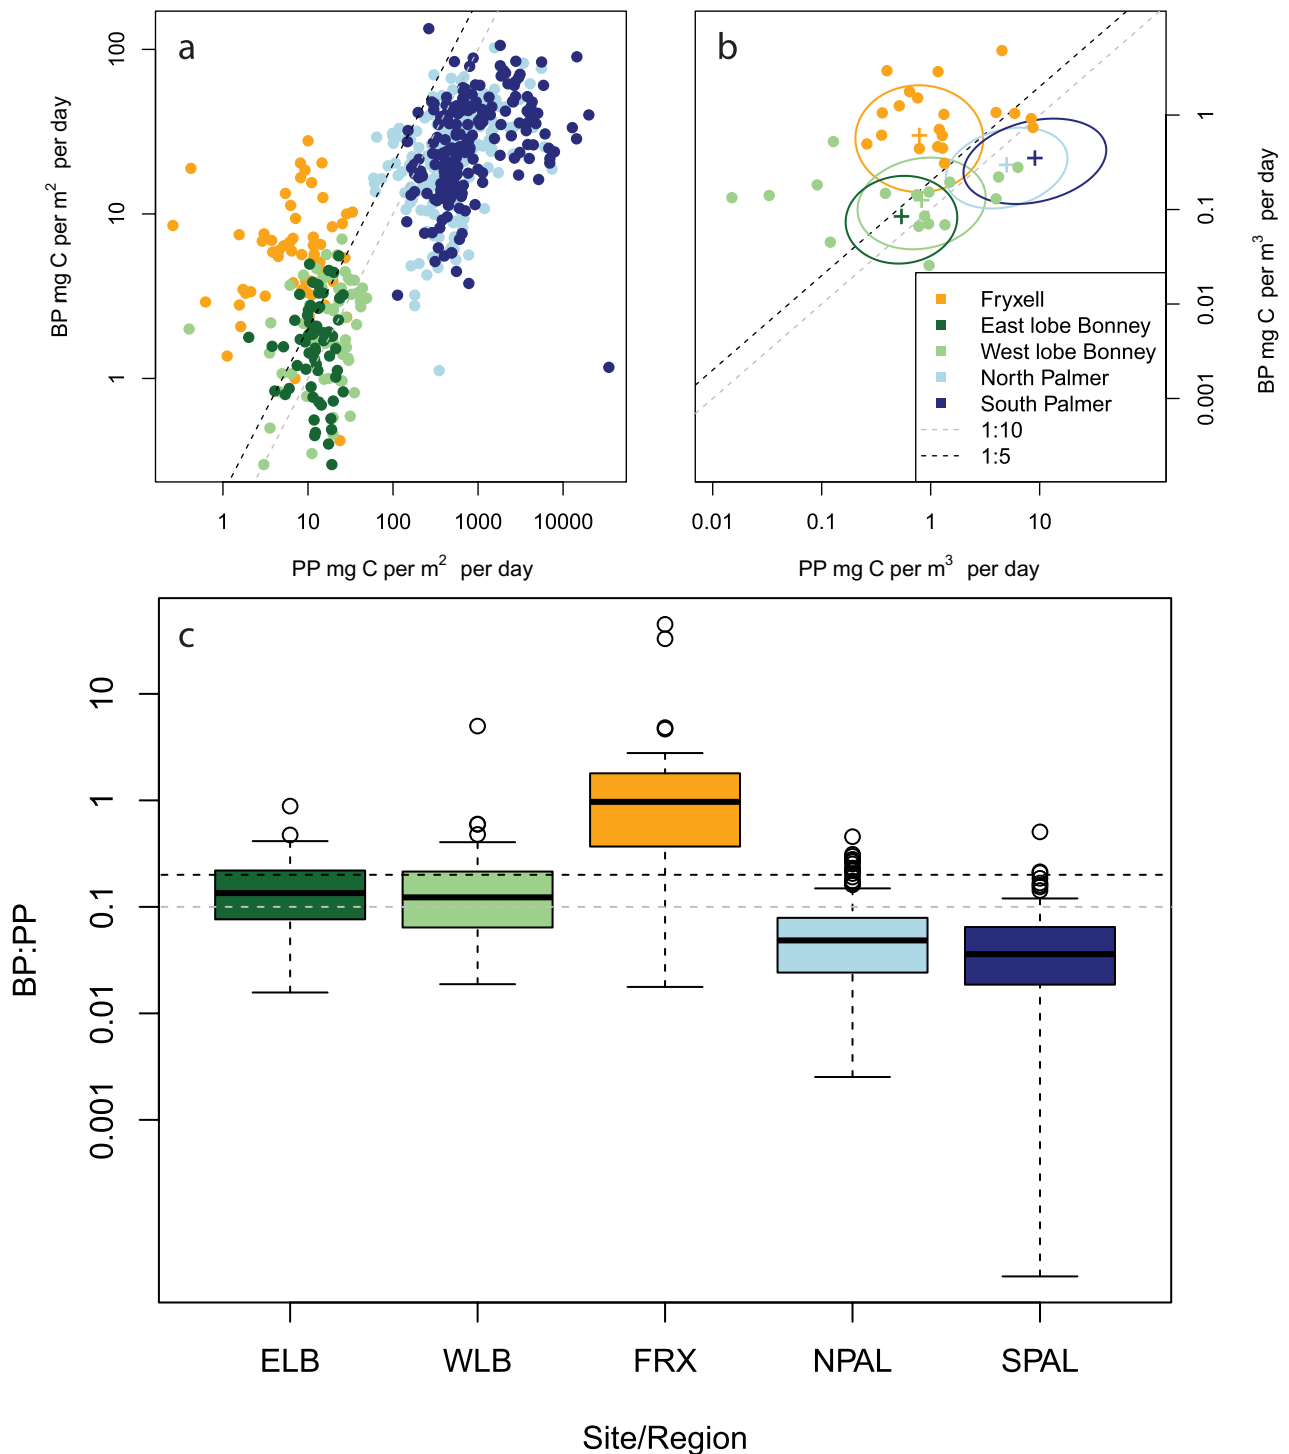 a
100
10
1
BP mg C per m2 per day
1
10
100
1000
10000
PP mg C per m2 per day
b
1
0.1
0.01
0.001
BP mg C per m3 per day
Fryxell
East lobe Bonney
West lobe Bonney
North Palmer
South Palmer
1:10
1:5
0.01
0.1
1
10
PP mg C per m3 per day
c
10
1
0.1
0.01
0.001
BP:PP
ELB
WLB
FRX
NPAL
SPAL
Site/Region